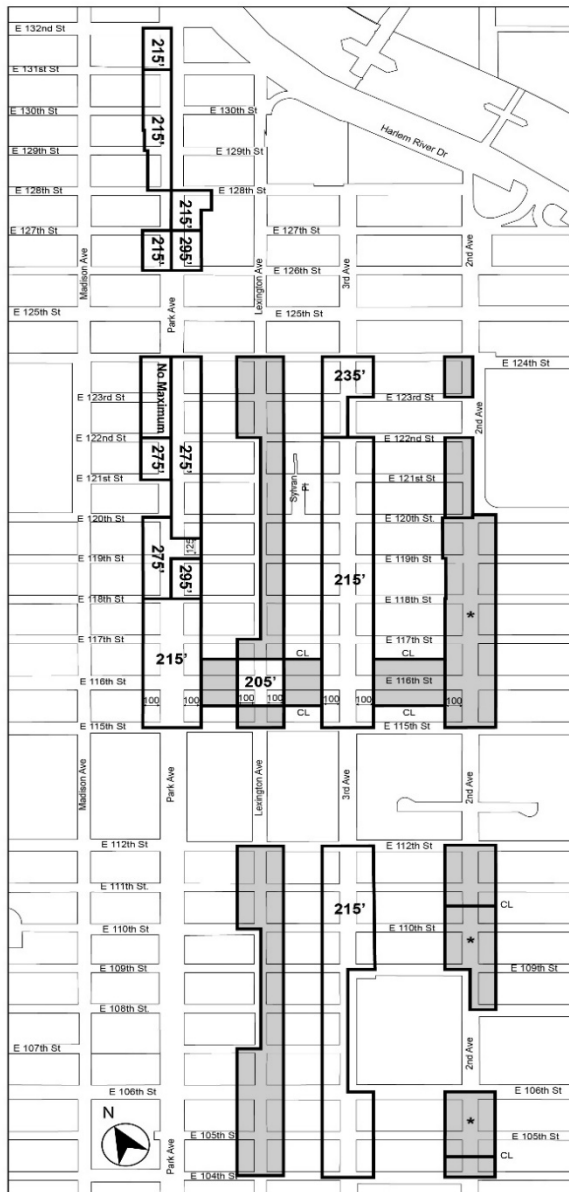 E 132nd St
215'
E 131st St
E 130th St
215'
E 130th St
E 129th St
E 129th St
Harlem River Dr
E 128th St
E 128th St
215'
E 127th St
E 127th St
215'
295'
Madison Ave
Park Ave
Lexington Ave
3rd Ave
2nd Ave
E 126th St
E 125th St
E 125th St
E 124th St
No Maximum
235'
E 123rd St
E 123rd St
2nd Ave
E 122nd St
E 122nd St
275'
275'
E 121st St
Sylvan Pl
E 121st St
E 120th St
E 120th St.
125
E 119th St
275'
295'
215'
E 119th St
E 118th St
E 118th St
*
E 117th St
E 117th St
215'
CL
CL
E 116th St
205'
E 116th St
100
100
100
100
100
100
100
100
CL
CL
E 115th St
E 115th St
Madison Ave
Park Ave
Lexington Ave
3rd Ave
2nd Ave
E 112th St
E 112th St
E 111th St.
215'
CL
E 110th St
E 110th St
*
E 109th St
E 109th St
E 108th St.
E 107th St
2nd Ave
E 106th St
E 106th St
N
*
E 105th St
E 105th St
Park Ave
CL
E 104th St